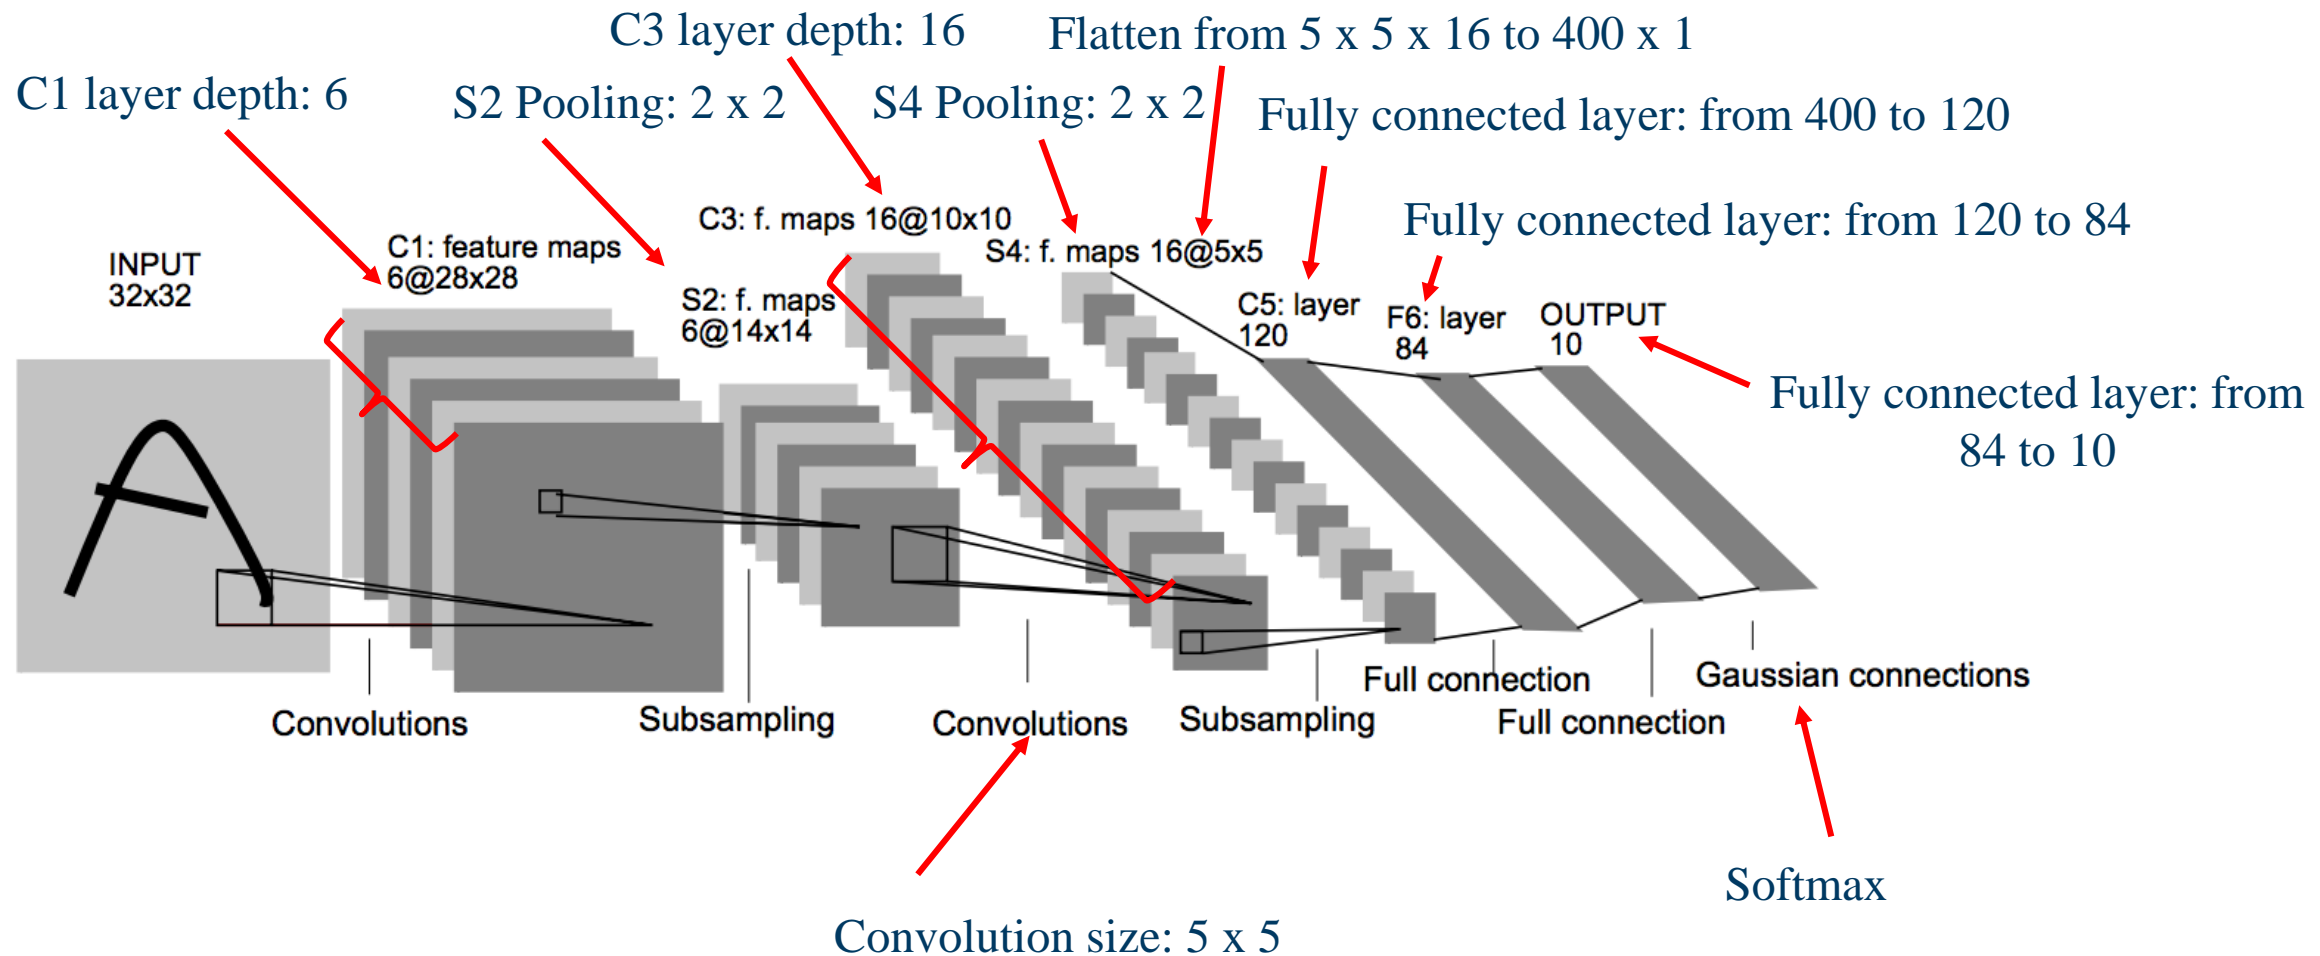 C3 layer depth: 16
Flatten from 5 x 5 x 16 to 400 x 1
C1 layer depth: 6
S2 Pooling: 2 x 2
S4 Pooling: 2 x 2
Fully connected layer: from 400 to 120
Fully connected layer: from 120 to 84
C3: f. maps 16@10x10
S4: f. maps 16@5x5
INPUT
32x32
C1: feature maps
6@28x28
S2: f. maps
6@14x14
C5: layer
120
F6: layer
84
OUTPUT
10
Fully connected layer: from
84 to 10
Convolutions
Subsampling
Convolutions
Subsampling
Full connection
Full connection
Gaussian connections
Softmax
Convolution size: 5 x 5